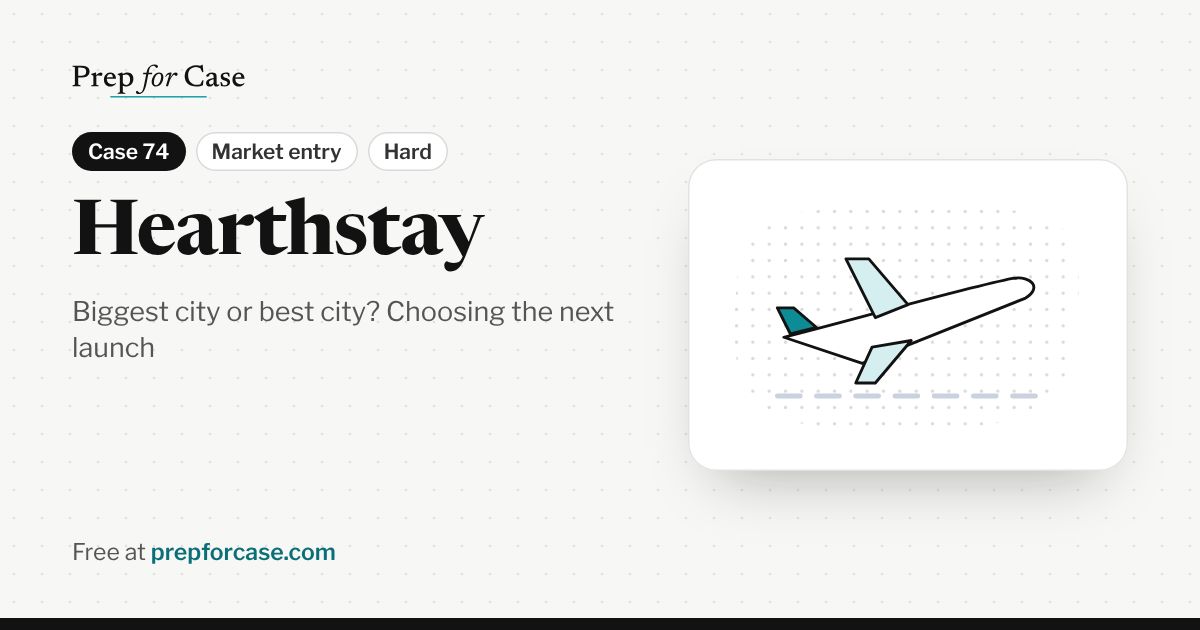 Prep for Case
Case 74
Market entry
Hard
Hearthstay
Biggest city or best city? Choosing the next
launch
Free at prepforcase.com